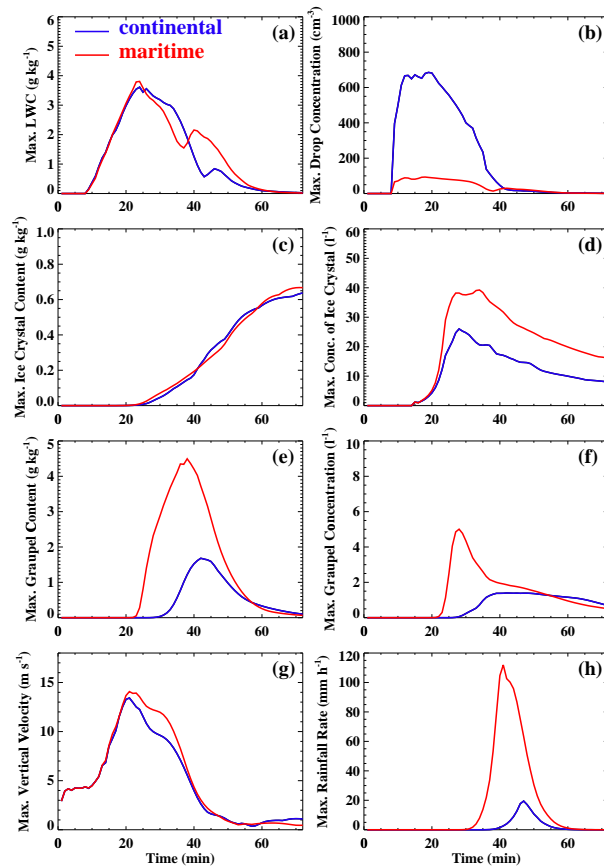 continental
maritime
(a)
Max. LWC (g kg-1)
6
5
4
3
2
1
0
0 20 40 60
(b)
Max. Drop Concentration (cm-3)
1000
800
600
400
200
0
0 20 40 60
(c)
Max. Ice Crystal Content (g kg-1)
1.0
0.8
0.6
0.4
0.2
0.0
0 20 40 60
(d)
Max. Conc. of Ice Crystal (l-1)
60
50
40
30
20
10
0
0 20 40 60
(e)
Max. Graupel Content (g kg-1)
5
4
3
2
1
0
0 20 40 60
(f)
Max. Graupel Concentration (l-1)
10
8
6
4
2
0
0 20 40 60
(g)
Max. Vertical Velocity (m s-1)
20
15
10
5
0
0 20 40 60
Time (min)
(h)
Max. Rainfall Rate (mm h-1)
120
100
80
60
40
20
0
0 20 40 60
Time (min)